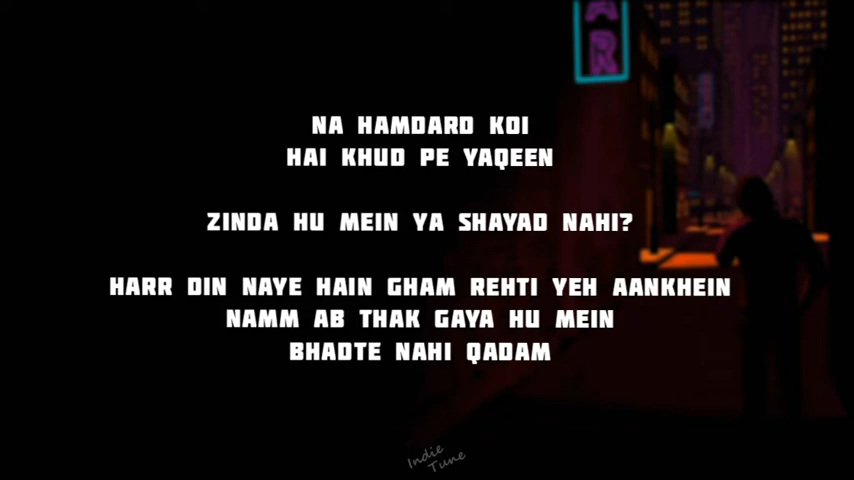 AR
NA HAMDARD KOI
HAI KHUD PE YAQEEN
ZINDA HU MEIN YA SHAYAD NAHI?
HARR DIN NAYE HAIN GHAM REHTI YEH AANKHEIN
NAMM AB THAK GAYA HU MEIN
BHADTE NAHI QADAM
Indie
Tune